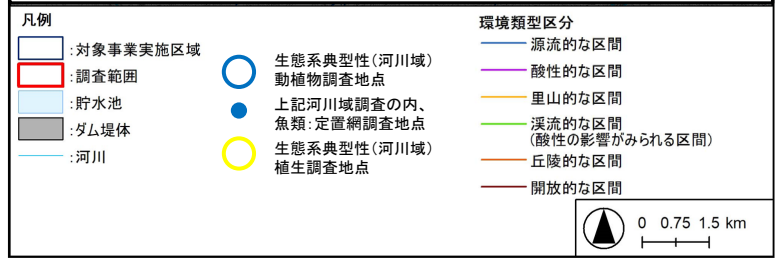 凡例
:対象事業実施区域
:調査範囲
:貯水池
:ダム堤体
:河川
生態系典型性(河川域)
動植物調査地点
上記河川域調査の内、
魚類:定置網調査地点
生態系典型性(河川域)
植生調査地点
環境類型区分
源流的な区間
酸性的な区間
里山的な区間
渓流的な区間
(酸性の影響がみられる区間)
丘陵的な区間
開放的な区間
0 0.75 1.5 km